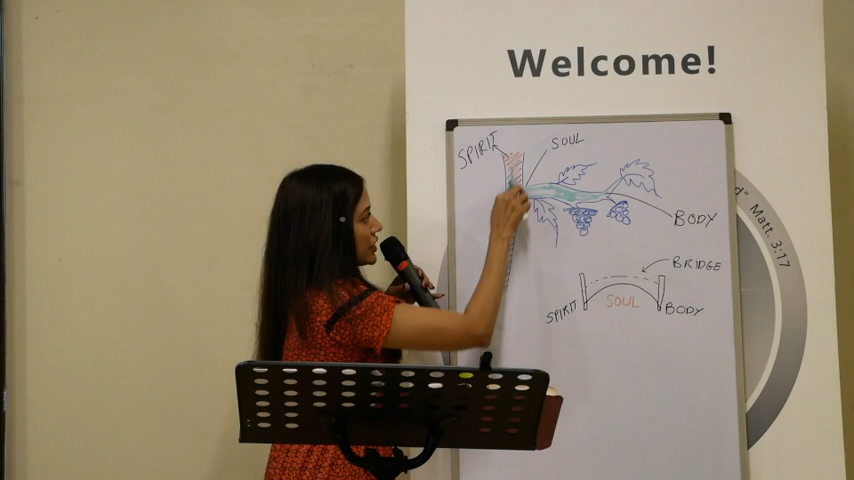 Welcome!
SPIRIT
SOUL
BODY
BRIDGE
SPIRIT
SOUL
BODY
d" Matt. 3:17